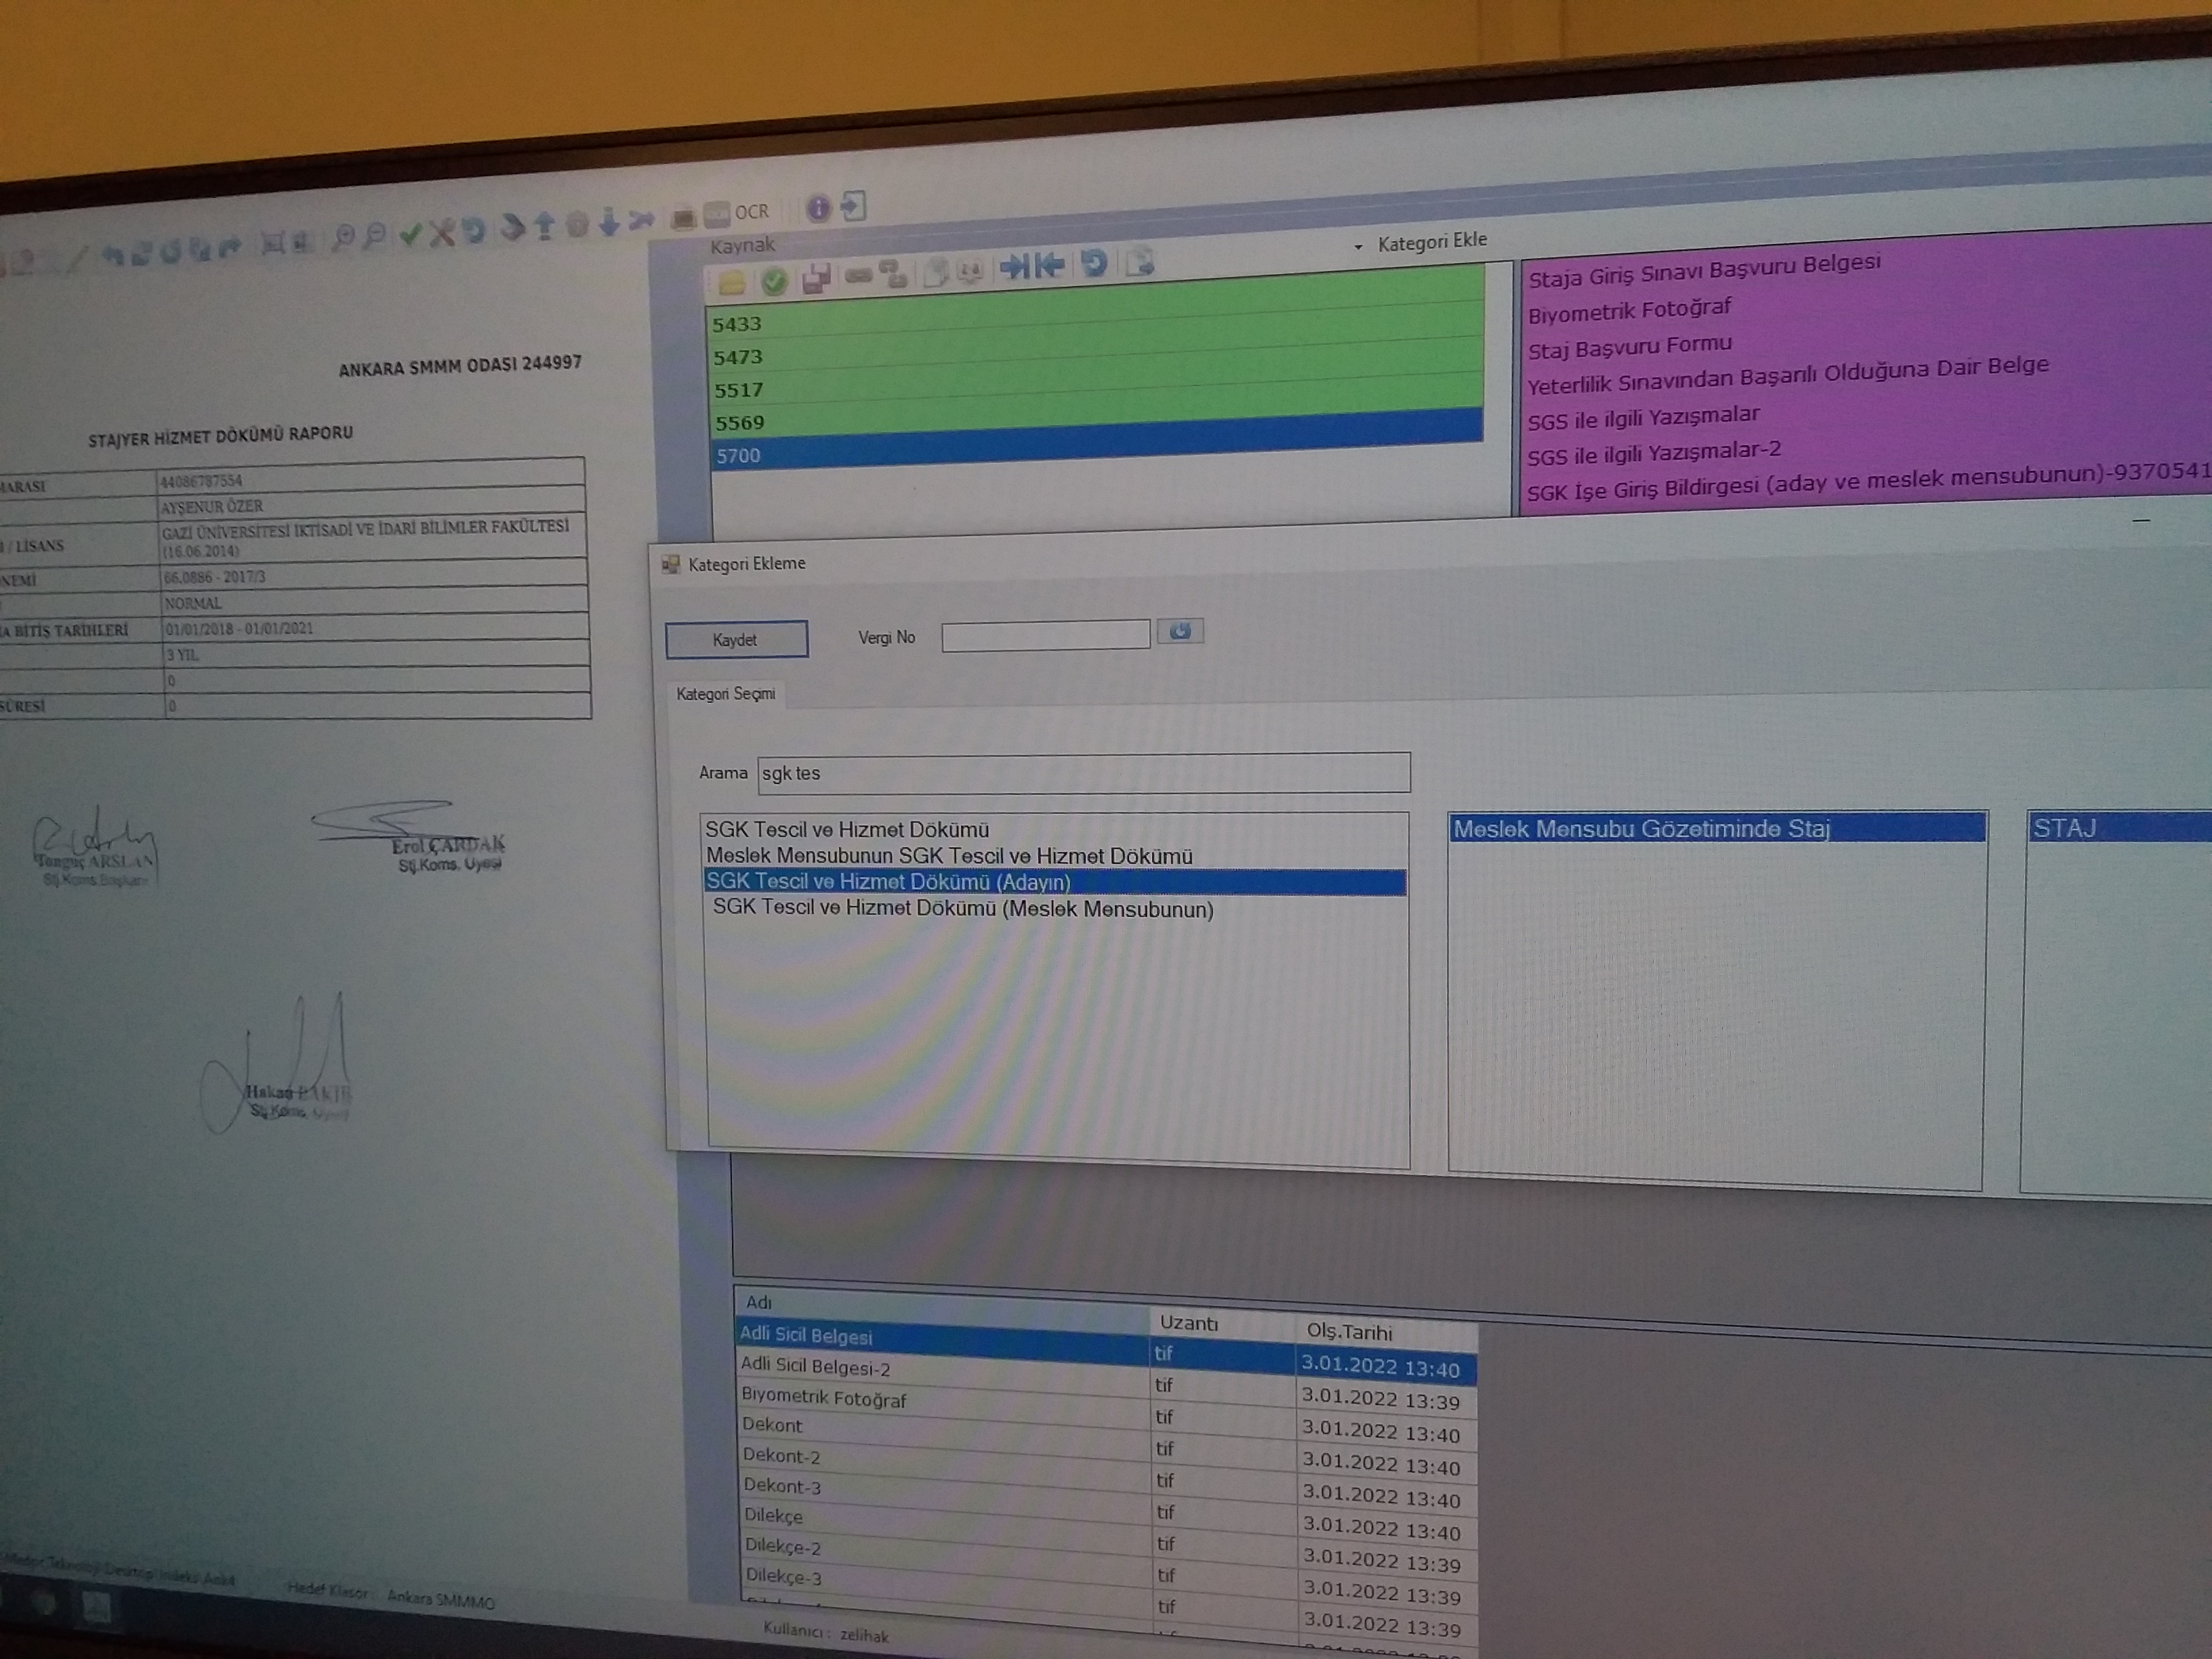 OCR
Kaynak
Kategori Ekle
5433
5473
5517
5569
5700
Staja Giriş Sınavı Başvuru Belgesi
Biyometrik Fotoğraf
Staj Başvuru Formu
Yeterlilik Sınavından Başarılı Olduğuna Dair Belge
SGS ile ilgili Yazışmalar
SGS ile ilgili Yazışmalar-2
SGK İşe Giriş Bildirgesi (aday ve meslek mensubunun)-9370541
ANKARA SMMM ODASI 244997
STAJYER HİZMET DÖKÜMÜ RAPORU
MARASI 44086787554
AYŞENUR ÖZER
/ LİSANS GAZİ ÜNİVERSİTESİ İKTİSADİ VE İDARİ BİLİMLER FAKÜLTESİ
(16.06.2014)
NEMİ 66.0886 - 2017/3
NORMAL
A BİTİŞ TARİHLERİ 01/01/2018 - 01/01/2021
3 YIL
0
SÜRESİ 0
Tonguç ARSLAN
Stj.Koms.Başkanı
Erol ÇARDAK
Stj.Koms. Üyesi
Hakan
Stj.Koms. Üyesi
Kategori Ekleme
Kaydet
Vergi No
Kategori Seçimi
Arama sgk tes
SGK Tescil ve Hizmet Dökümü
Meslek Mensubunun SGK Tescil ve Hizmet Dökümü
SGK Tescil ve Hizmet Dökümü (Adayın)
SGK Tescil ve Hizmet Dökümü (Meslek Mensubunun)
Meslek Mensubu Gözetiminde Staj
STAJ
Adı Uzantı Olş.Tarihi
Adli Sicil Belgesi tif 3.01.2022 13:40
Adli Sicil Belgesi-2 tif 3.01.2022 13:39
Biyometrik Fotoğraf tif 3.01.2022 13:40
Dekont tif 3.01.2022 13:40
Dekont-2 tif 3.01.2022 13:40
Dekont-3 tif 3.01.2022 13:40
Dilekçe tif 3.01.2022 13:39
Dilekçe-2 tif 3.01.2022 13:39
Dilekçe-3 tif 3.01.2022 13:39
Teknoloji Desktop Indeks
Hedef Klasör : Ankara SMMMO
Kullanıcı : zelihak